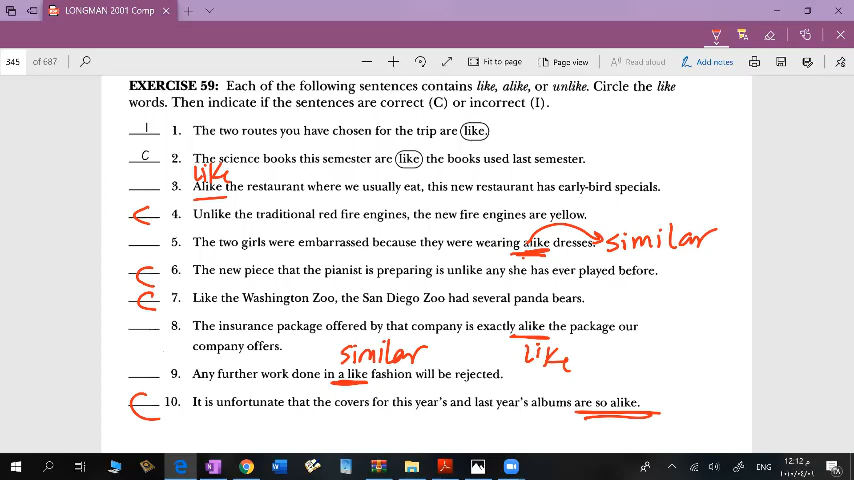 LONGMAN 2001 Comp
345 of 687
Fit to page
Page view
Read aloud
Add notes
EXERCISE 59: Each of the following sentences contains like, alike, or unlike. Circle the like
words. Then indicate if the sentences are correct (C) or incorrect (I).
I 1. The two routes you have chosen for the trip are like.
C 2. The science books this semester are like the books used last semester.
like
3. Alike the restaurant where we usually eat, this new restaurant has early-bird specials.
C 4. Unlike the traditional red fire engines, the new fire engines are yellow.
5. The two girls were embarrassed because they were wearing alike dresses. similar
C 6. The new piece that the pianist is preparing is unlike any she has ever played before.
C 7. Like the Washington Zoo, the San Diego Zoo had several panda bears.
8. The insurance package offered by that company is exactly alike the package our
company offers.
similar like
9. Any further work done in a like fashion will be rejected.
C 10. It is unfortunate that the covers for this year's and last year's albums are so alike.
ENG
12:12 م